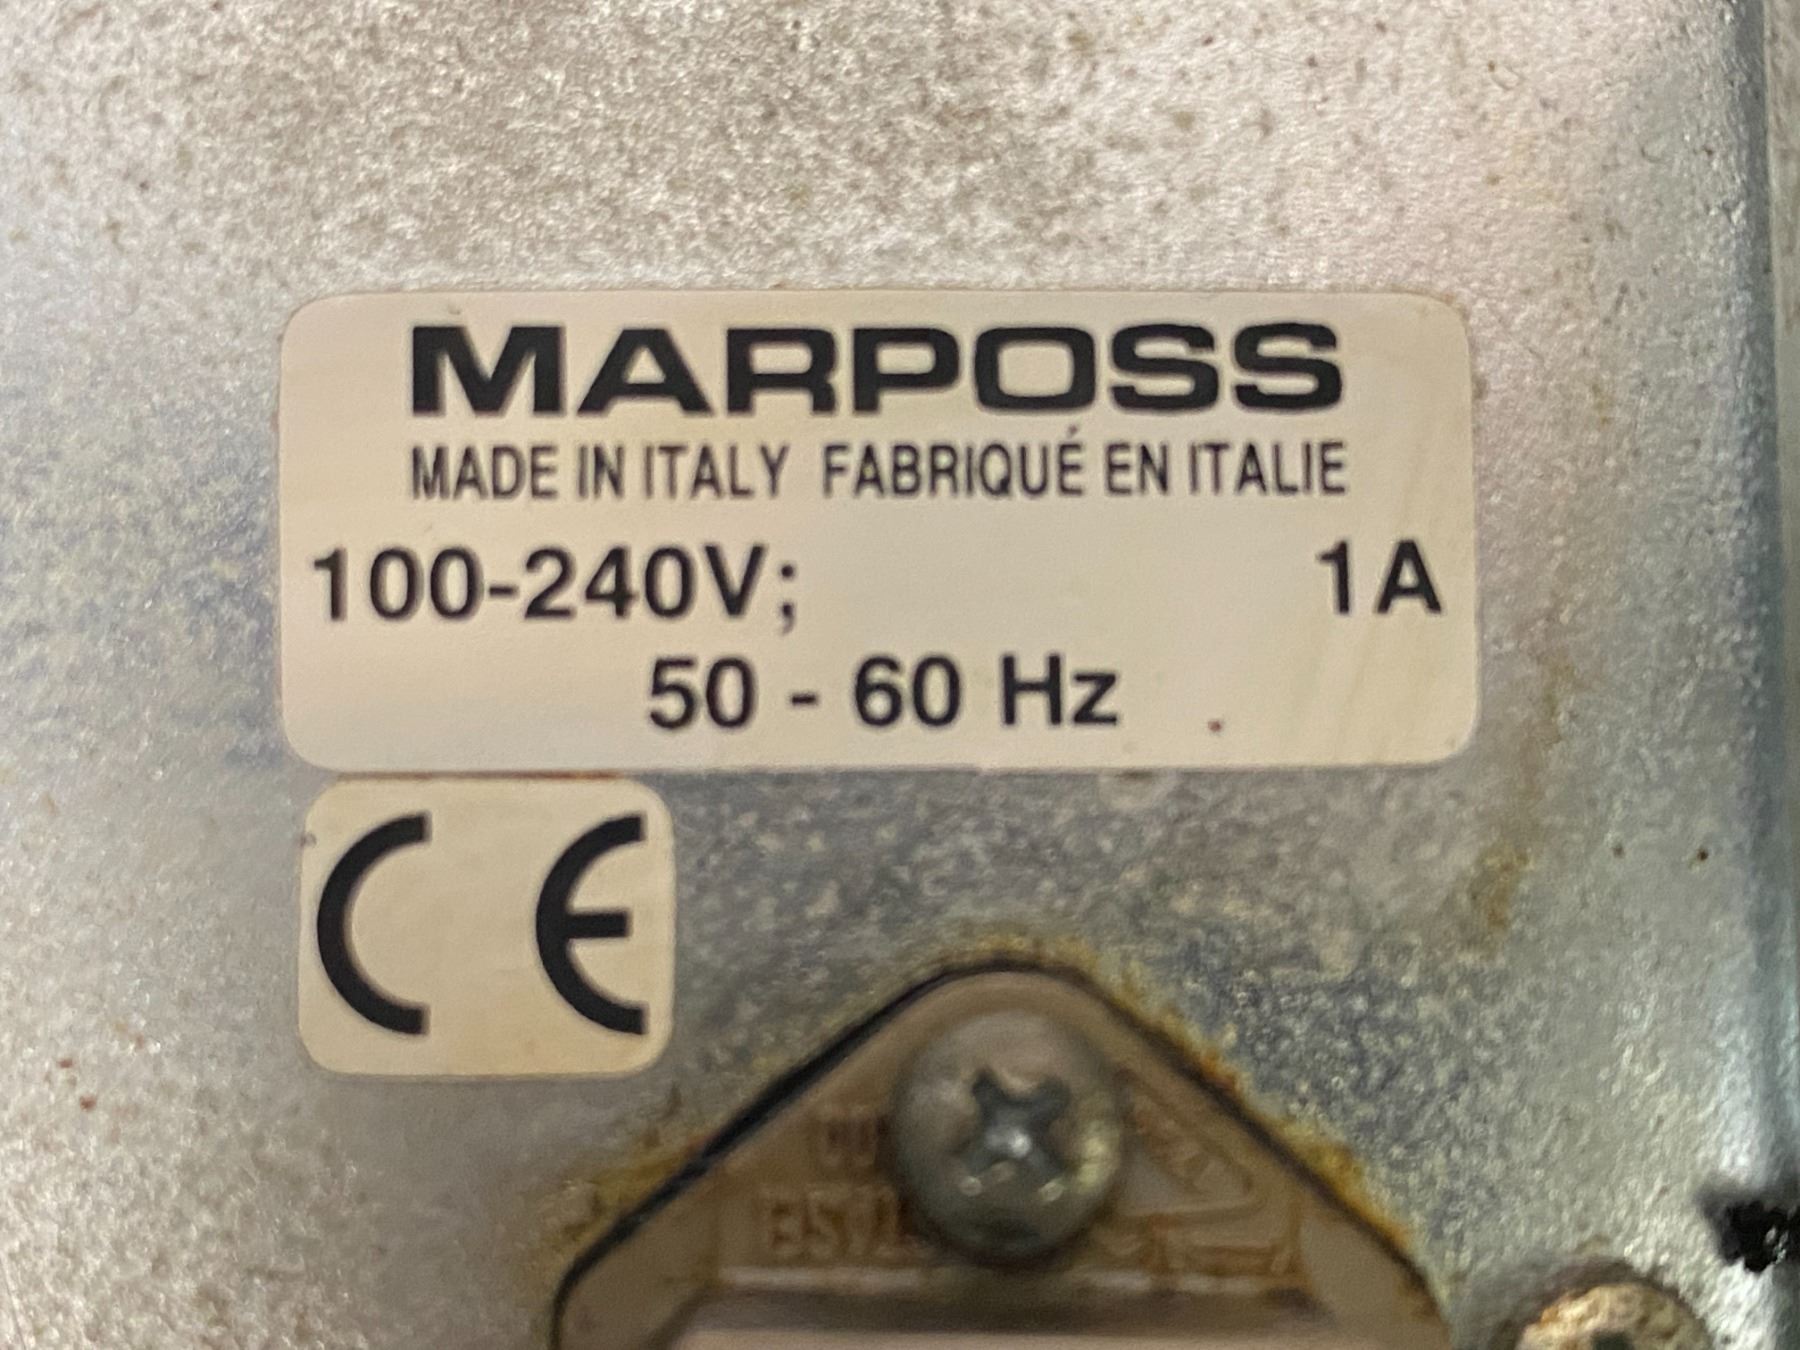 MARPOSS
MADE IN ITALY FABRIQUÉ EN ITALIE
100-240V; 1A
50 - 60 Hz
CE